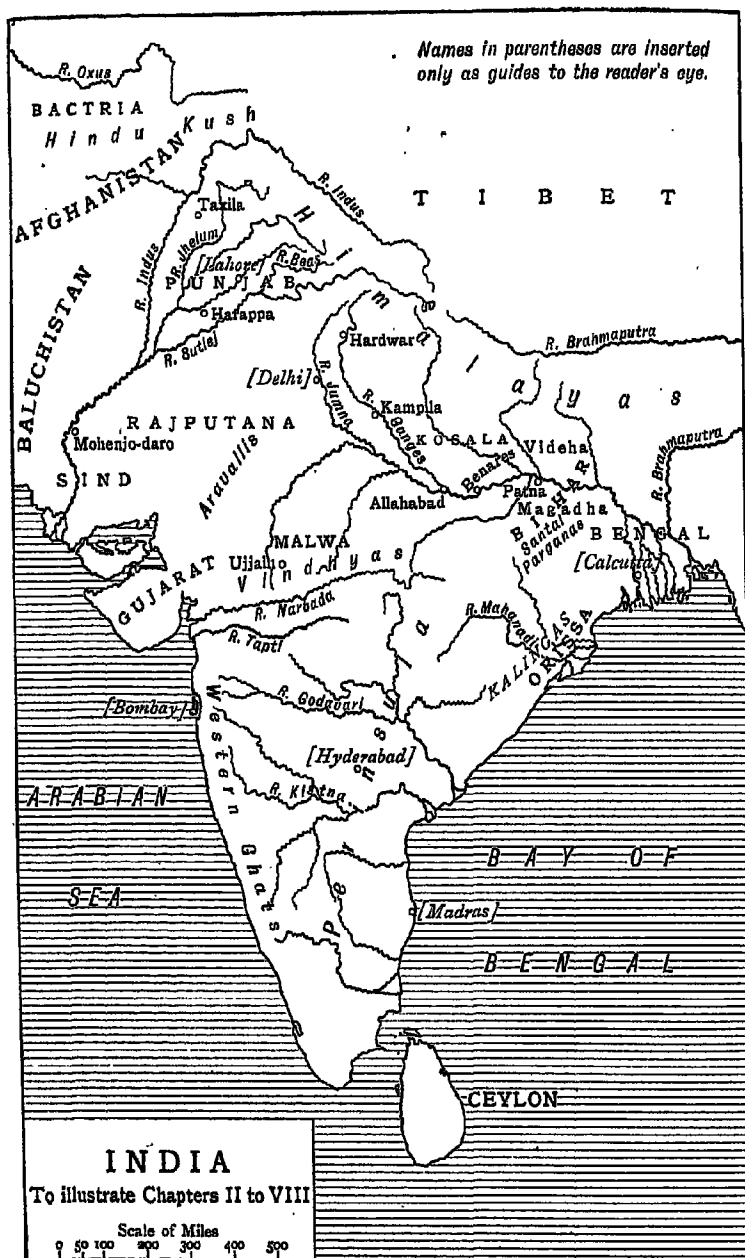 Names in parentheses are inserted
only as guides to the reader's eye.
R. Oxus
BACTRIA
Hindu Kush
AFGHANISTAN
R. Indus
TIBET
Taxila
R. Jhelum
R. Indus
[Lahore]
R. Beas
PUNJAB
Harappa
R. Sutlej
Himalayas
Hardwar
R. Brahmaputra
BALUCHISTAN
[Delhi]
R. Jumna
R. Ganges
Kampila
RAJPUTANA
Mohenjo-daro
KOSALA
Videha
R. Brahmaputra
SIND
Aravallis
Benares
Allahabad
Patna
Magadha
BIHAR
BENGAL
Santal
Parganas
MALWA
[Calcutta]
Ujjain
Vindhyas
GUJARAT
R. Narbada
R. Mahanadi
R. Tapti
KALINGAS
ORISSA
[Bombay]
R. Godavari
Western Ghats
[Hyderabad]
R. Kistna
Peninsula
ARABIAN
SEA
BAY OF
BENGAL
[Madras]
CEYLON
INDIA
To illustrate Chapters II to VIII
Scale of Miles
0 50 100 200 300 400 500